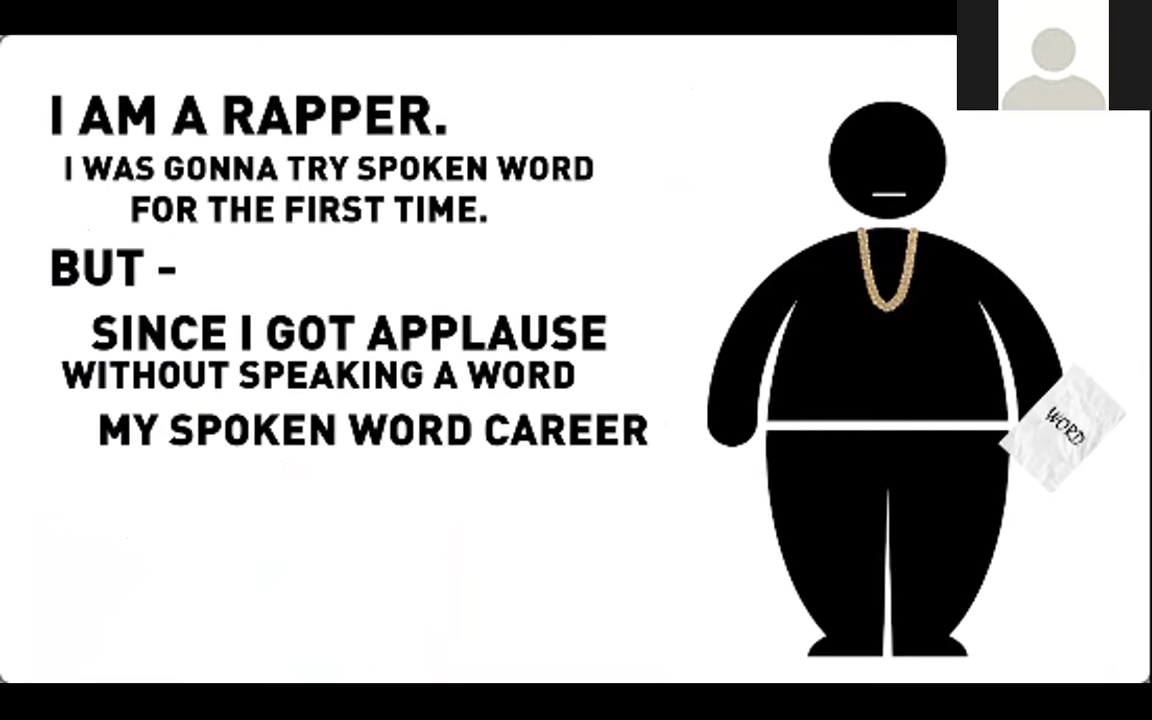 I AM A RAPPER.
I WAS GONNA TRY SPOKEN WORD
FOR THE FIRST TIME.
BUT -
SINCE I GOT APPLAUSE
WITHOUT SPEAKING A WORD
MY SPOKEN WORD CAREER
WORD